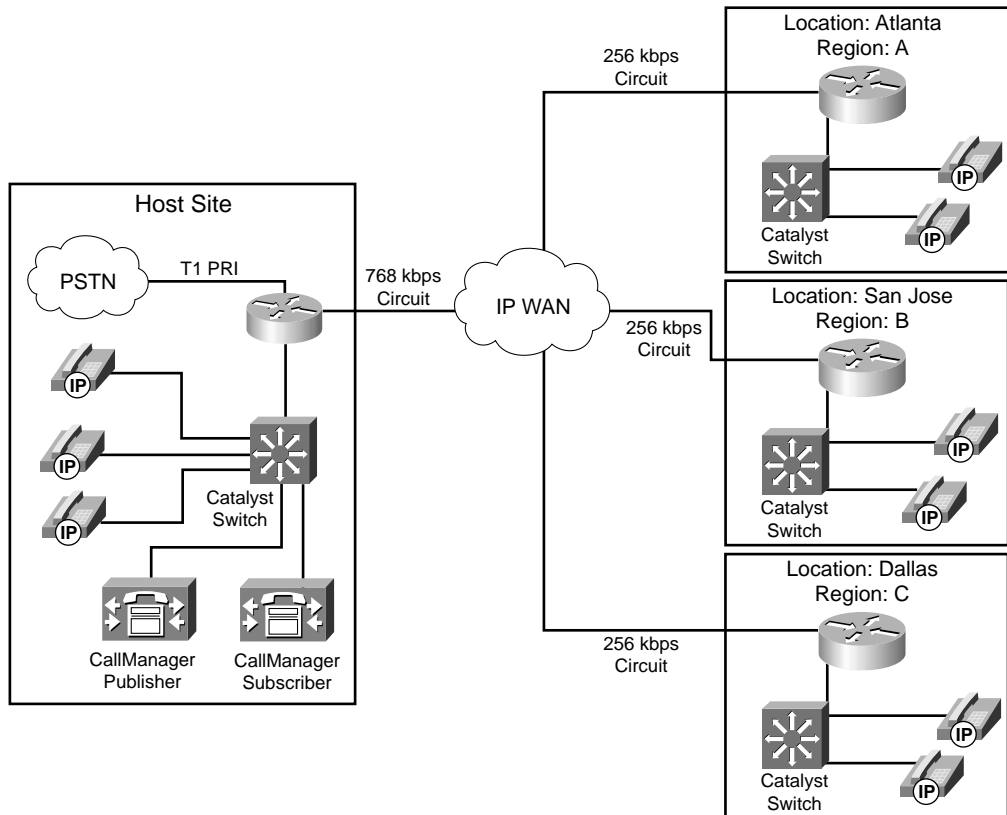 Host Site
PSTN
T1 PRI
IP
IP
IP
Catalyst
Switch
CallManager
Publisher
CallManager
Subscriber
768 kbps
Circuit
IP WAN
256 kbps
Circuit
Location: Atlanta
Region: A
IP
IP
Catalyst
Switch
256 kbps
Circuit
Location: San Jose
Region: B
IP
IP
Catalyst
Switch
256 kbps
Circuit
Location: Dallas
Region: C
IP
IP
Catalyst
Switch